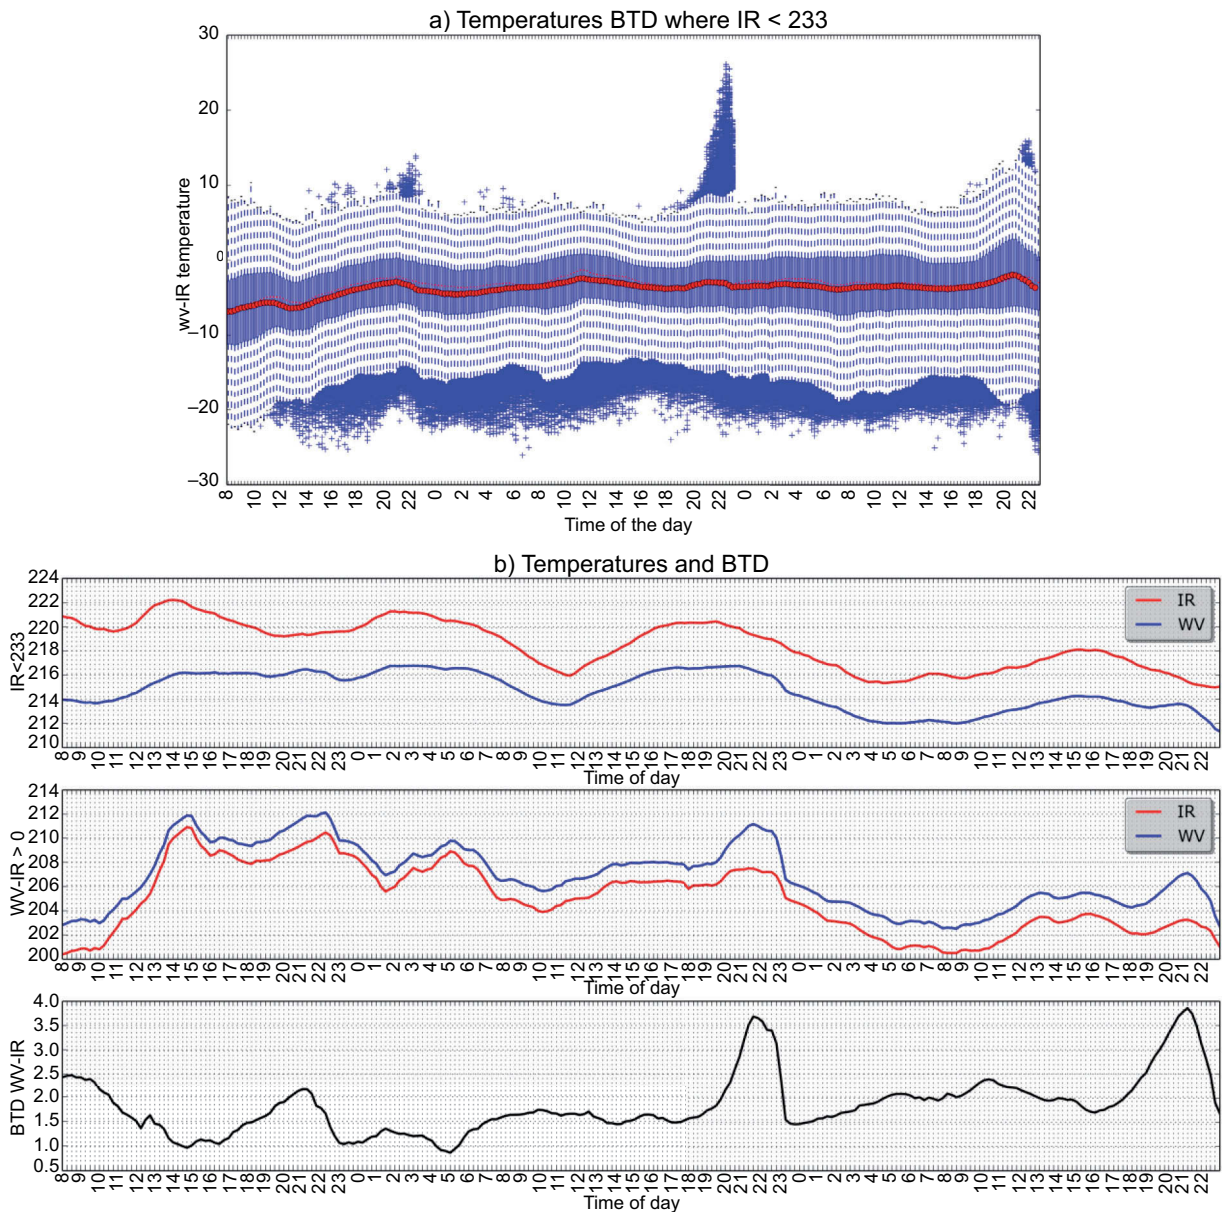 a) Temperatures BTD where IR < 233
30
20
10
0
–10
–20
–30
wv-IR temperature
8 10 12 14 16 18 20 22 0 2 4 6 8 10 12 14 16 18 20 22 0 2 4 6 8 10 12 14 16 18 20 22
Time of the day
b) Temperatures and BTD
224
222
220
218
216
214
212
210
IR<233
IR
WV
8 9 10 11 12 13 14 15 16 17 18 19 20 21 22 23 0 1 2 3 4 5 6 7 8 9 10 11 12 13 14 15 16 17 18 19 20 21 22 23 0 1 2 3 4 5 6 7 8 9 10 11 12 13 14 15 16 17 18 19 20 21 22
Time of day
214
212
210
208
206
204
202
200
WV-IR > 0
IR
WV
8 9 10 11 12 13 14 15 16 17 18 19 20 21 22 23 0 1 2 3 4 5 6 7 8 9 10 11 12 13 14 15 16 17 18 19 20 21 22 23 0 1 2 3 4 5 6 7 8 9 10 11 12 13 14 15 16 17 18 19 20 21 22
Time of day
4.0
3.5
3.0
2.5
2.0
1.5
1.0
0.5
BTD WV-IR
8 9 10 11 12 13 14 15 16 17 18 19 20 21 22 23 0 1 2 3 4 5 6 7 8 9 10 11 12 13 14 15 16 17 18 19 20 21 22 23 0 1 2 3 4 5 6 7 8 9 10 11 12 13 14 15 16 17 18 19 20 21 22
Time of day